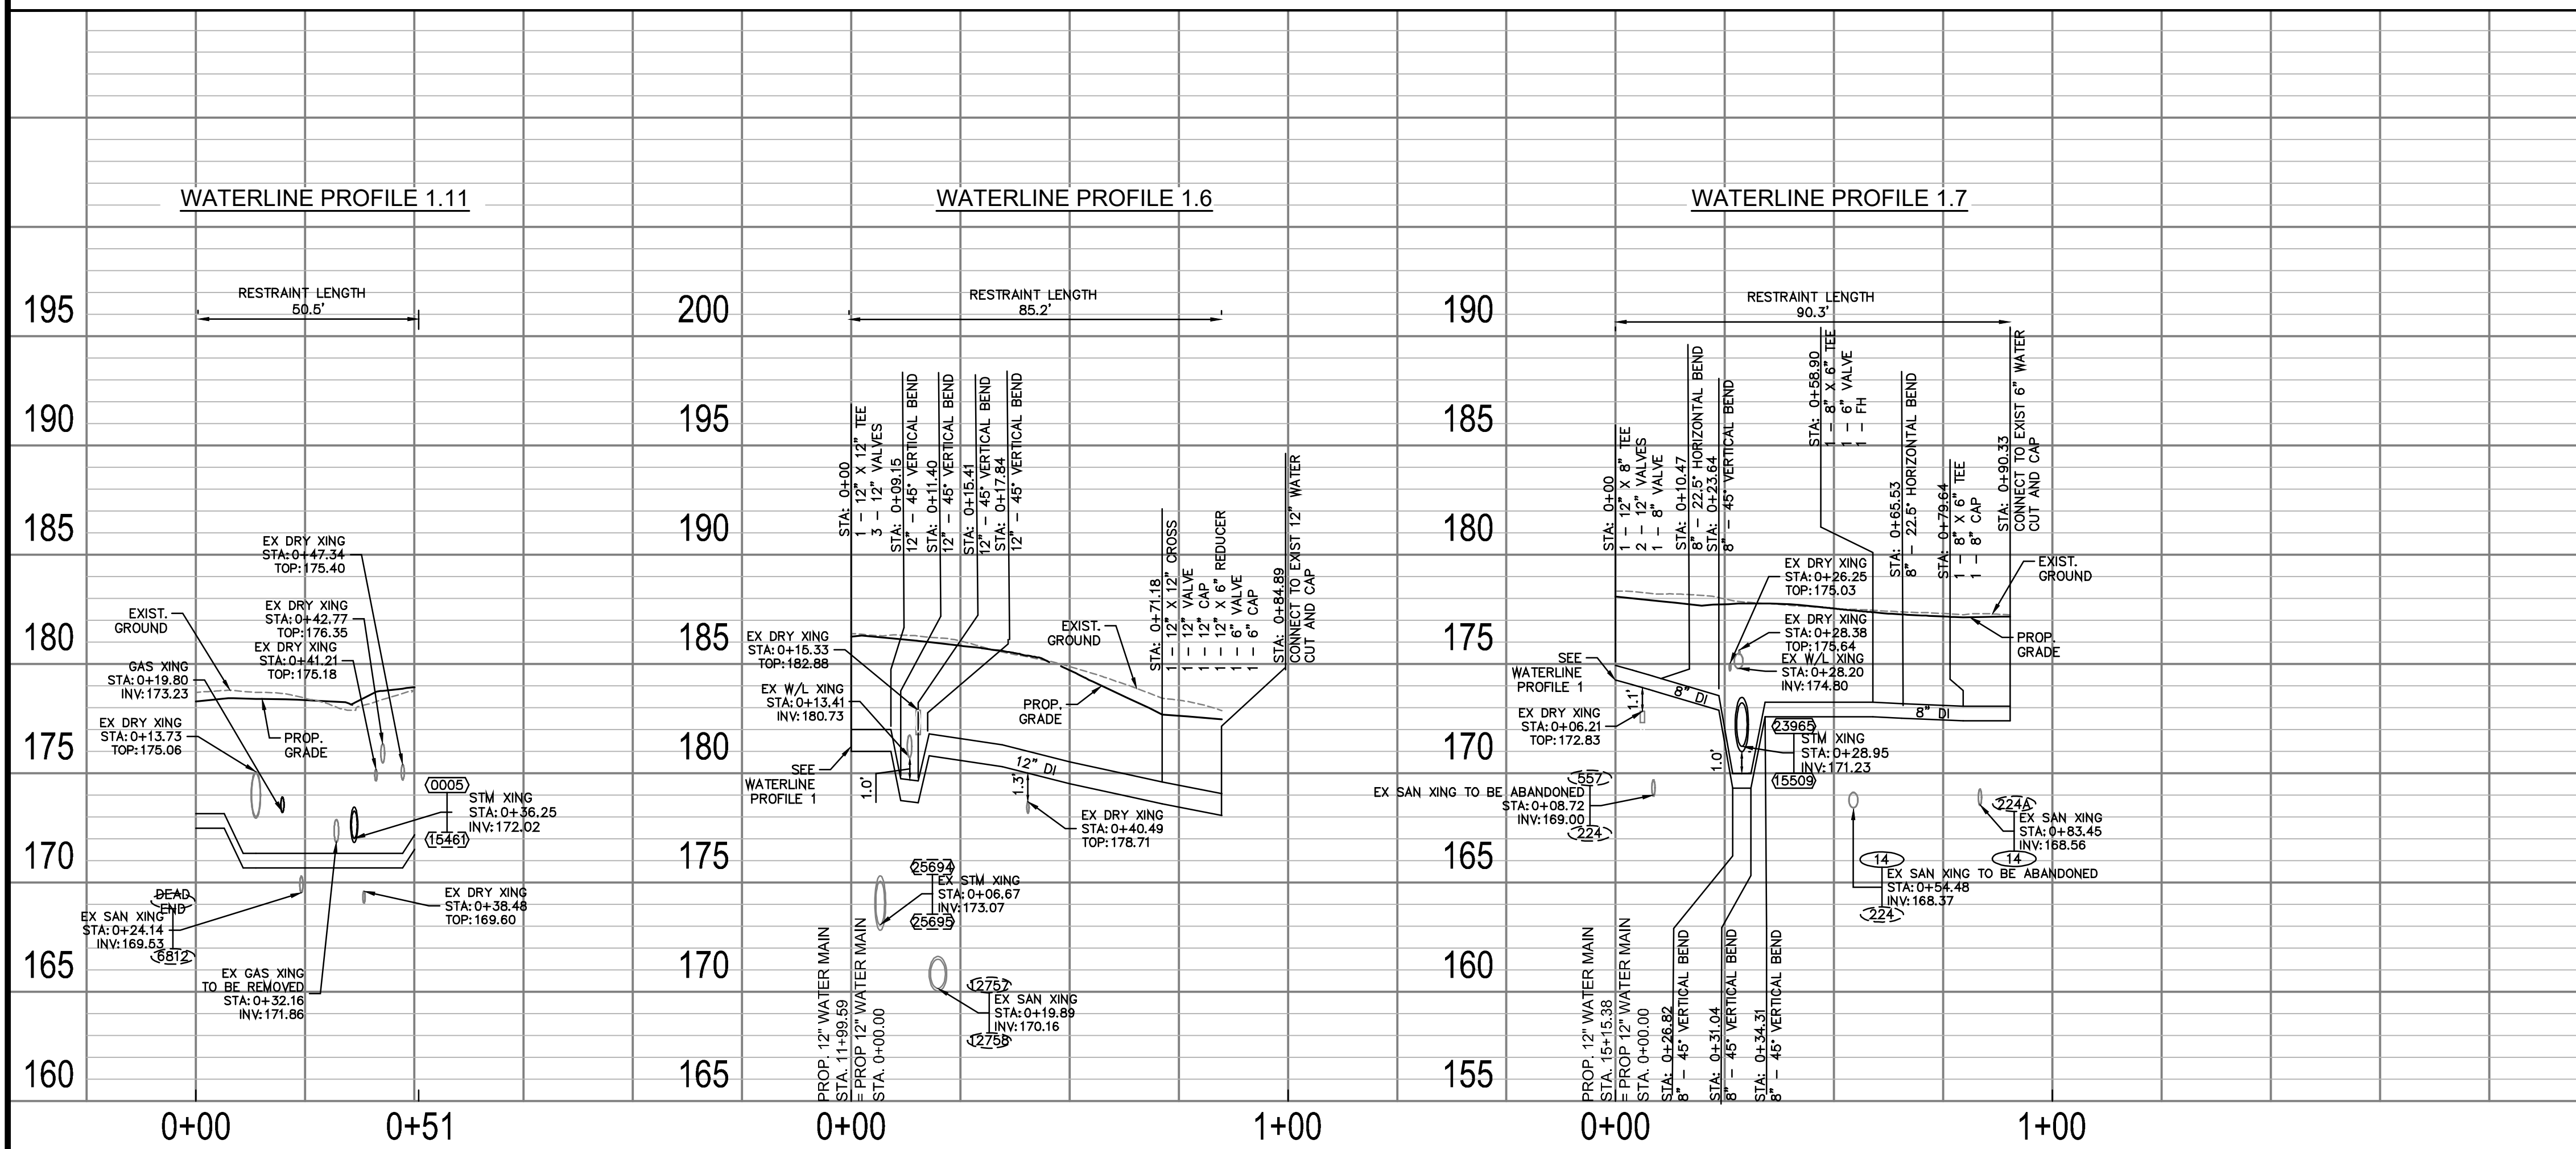 WATERLINE PROFILE 1.11
RESTRAINT LENGTH
50.5'
195
190
185
180
175
170
165
160
EX DRY XING
STA: 0+47.34
TOP: 175.40
EX DRY XING
STA: 0+42.77
TOP: 176.35
EX DRY XING
STA: 0+41.21
TOP: 175.18
EXIST.
GROUND
GAS XING
STA: 0+19.80
INV: 173.23
EX DRY XING
STA: 0+13.73
TOP: 175.06
PROP.
GRADE
0005
STM XING
STA: 0+36.25
INV: 172.02
15461
DEAD
END
EX SAN XING
STA: 0+24.14
INV: 169.53
6812
EX DRY XING
STA: 0+38.48
TOP: 169.60
EX GAS XING
TO BE REMOVED
STA: 0+32.16
INV: 171.86
0+00
0+51
WATERLINE PROFILE 1.6
RESTRAINT LENGTH
85.2'
200
195
190
185
180
175
170
165
STA: 0+00
1 – 12" X 12" TEE
3 – 12" VALVES
STA: 0+09.15
12" – 45° VERTICAL BEND
STA: 0+11.40
12" – 45° VERTICAL BEND
STA: 0+15.41
12" – 45° VERTICAL BEND
STA: 0+17.84
12" – 45° VERTICAL BEND
STA: 0+71.18
1 – 12" X 12" CROSS
1 – 12" VALVE
1 – 12" CAP
1 – 12" X 6" REDUCER
1 – 6" VALVE
1 – 6" CAP
STA: 0+84.89
CONNECT TO EXIST 12" WATER
CUT AND CAP
EX DRY XING
STA: 0+15.33
TOP: 182.88
EX W/L XING
STA: 0+13.41
INV: 180.73
EXIST.
GROUND
PROP.
GRADE
SEE
WATERLINE
PROFILE 1
1.0'
12" DI
1.3'
EX DRY XING
STA: 0+40.49
TOP: 178.71
25694
EX STM XING
STA: 0+06.67
INV: 173.07
25695
12757
EX SAN XING
STA: 0+19.89
INV: 170.16
12758
PROP. 12" WATER MAIN
STA. 11+99.59
= PROP 12" WATER MAIN
STA. 0+00.00
0+00
1+00
WATERLINE PROFILE 1.7
RESTRAINT LENGTH
90.3'
190
185
180
175
170
165
160
155
STA: 0+00
1 – 12" X 8" TEE
2 – 12" VALVES
1 – 8" VALVE
STA: 0+10.47
8" – 22.5° HORIZONTAL BEND
STA: 0+23.64
8" – 45° VERTICAL BEND
STA: 0+58.90
1 – 8" X 6" TEE
1 – 6" VALVE
1 – FH
STA: 0+65.53
8" – 22.5° HORIZONTAL BEND
STA: 0+79.64
1 – 8" X 6" TEE
1 – 8" CAP
STA: 0+90.33
CONNECT TO EXIST 6" WATER
CUT AND CAP
EX DRY XING
STA: 0+26.25
TOP: 175.03
EX DRY XING
STA: 0+28.38
TOP: 175.64
EX W/L XING
STA: 0+28.20
INV: 174.80
EXIST.
GROUND
PROP.
GRADE
SEE
WATERLINE
PROFILE 1
1.1'
8" DI
8" DI
EX DRY XING
STA: 0+06.21
TOP: 172.83
1.0'
23965
STM XING
STA: 0+28.95
INV: 171.23
15509
557
EX SAN XING TO BE ABANDONED
STA: 0+08.72
INV: 169.00
224
224A
EX SAN XING
STA: 0+83.45
INV: 168.56
14
14
EX SAN XING TO BE ABANDONED
STA: 0+54.48
INV: 168.37
224
PROP. 12" WATER MAIN
STA. 15+15.38
= PROP 12" WATER MAIN
STA. 0+00.00
STA: 0+26.82
8" – 45° VERTICAL BEND
STA: 0+31.04
8" – 45° VERTICAL BEND
STA: 0+34.31
8" – 45° VERTICAL BEND
0+00
1+00